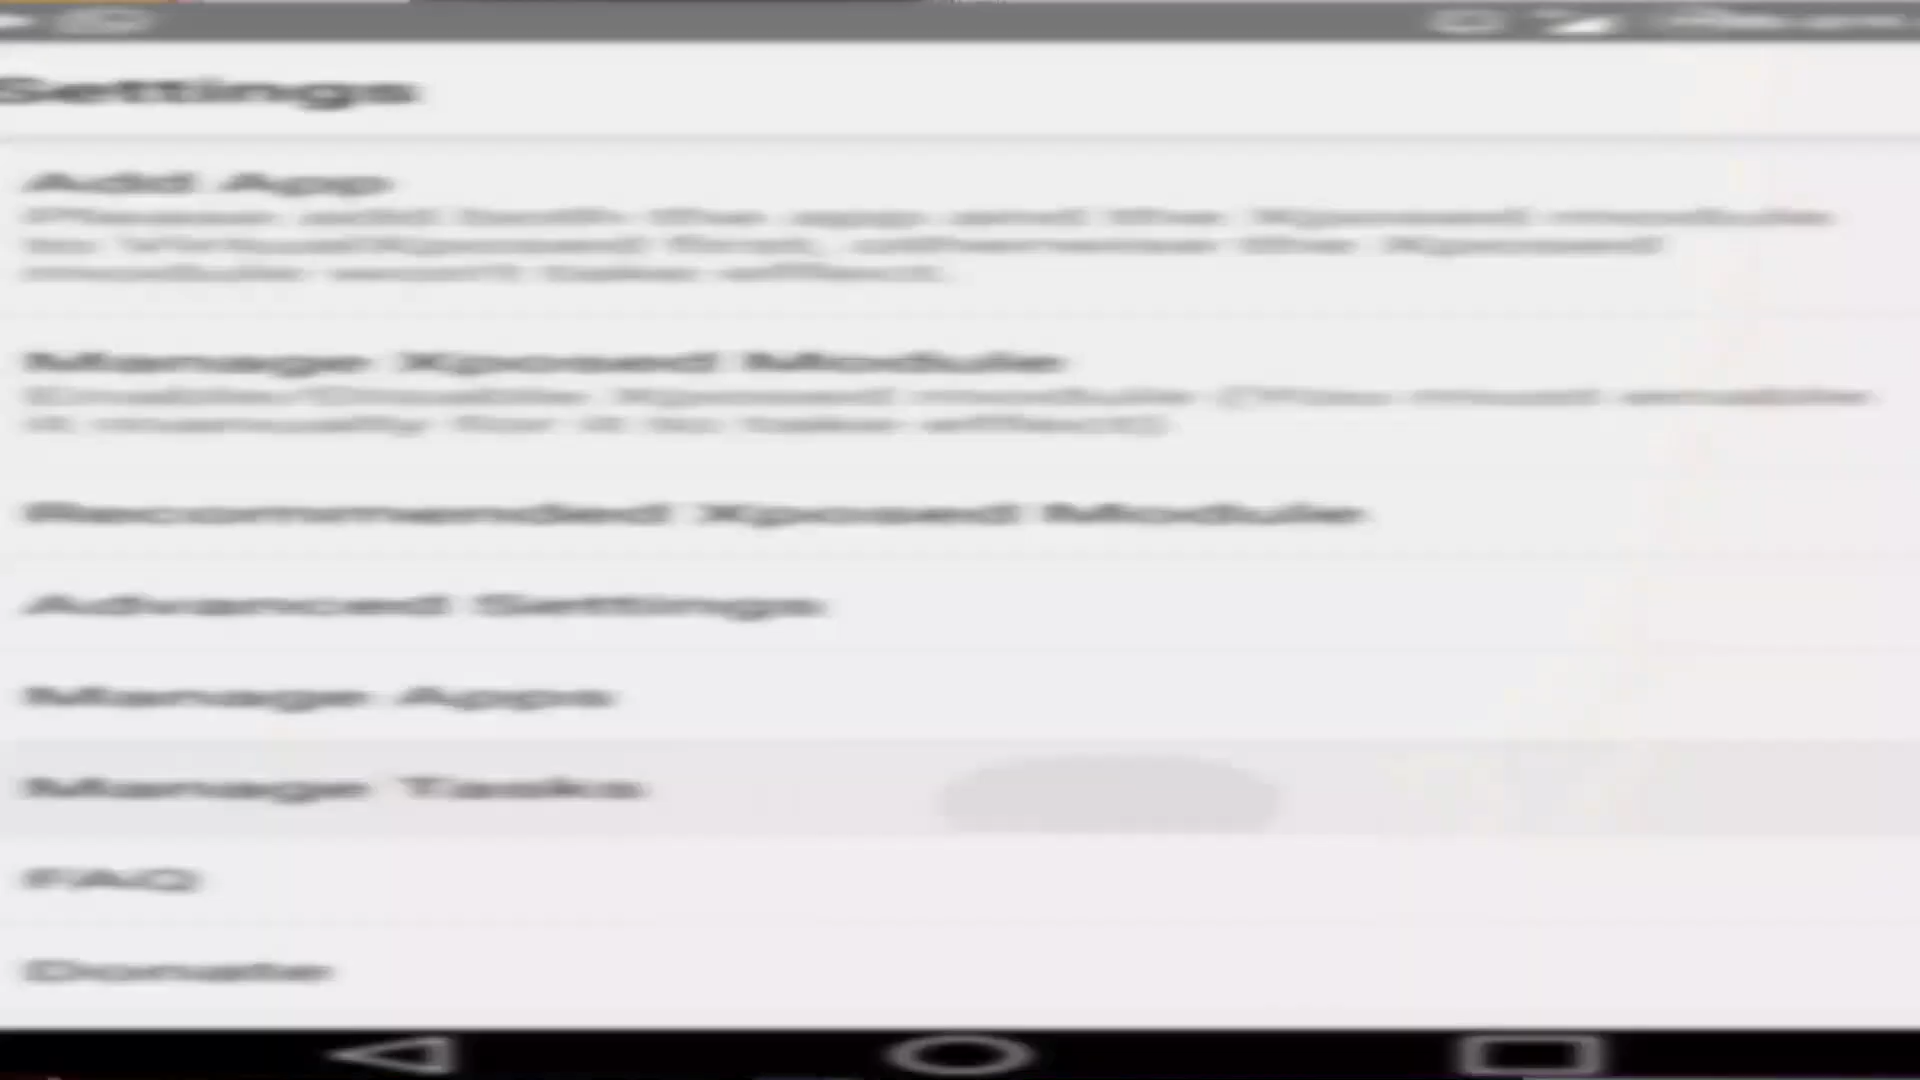 Settings
Add App
Please add both the app and the Xposed module
to VirtualXposed first, otherwise the Xposed
module won't take effect.
Manage Xposed Module
Enable/Disable Xposed module (You must enable
it manually for it to take effect)
Recommended Xposed Module
Advanced Settings
Manage Apps
Manage Tasks
FAQ
Donate